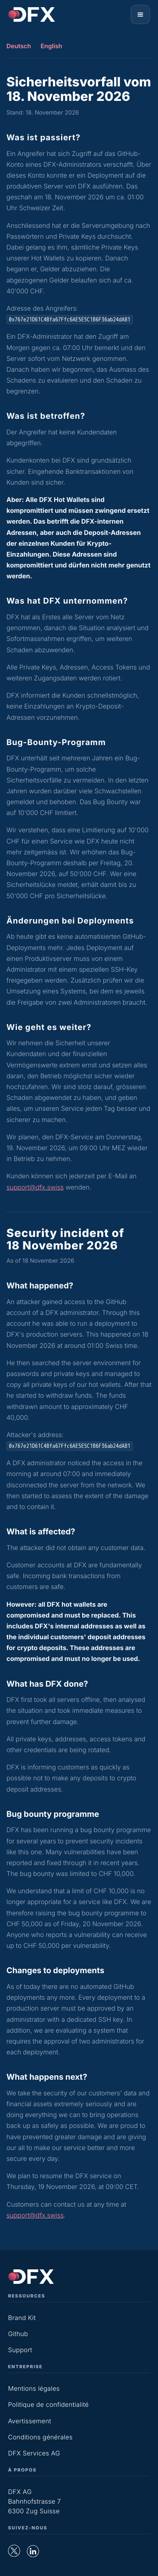 DFX
Deutsch English
Sicherheitsvorfall vom
18. November 2026
Stand: 18. November 2026
Was ist passiert?
Ein Angreifer hat sich Zugriff auf das GitHub-
Konto eines DFX-Administrators verschafft. Über
dieses Konto konnte er ein Deployment auf den
produktiven Server von DFX ausführen. Das
geschah am 18. November 2026 um ca. 01:00
Uhr Schweizer Zeit.
Anschliessend hat er die Serverumgebung nach
Passwörtern und Private Keys durchsucht.
Dabei gelang es ihm, sämtliche Private Keys
unserer Hot Wallets zu kopieren. Danach
begann er, Gelder abzuziehen. Die
abgezogenen Gelder belaufen sich auf ca.
40'000 CHF.
Adresse des Angreifers:
Ein DFX-Administrator hat den Zugriff am
Morgen gegen ca. 07:00 Uhr bemerkt und den
Server sofort vom Netzwerk genommen.
Danach haben wir begonnen, das Ausmass des
Schadens zu evaluieren und den Schaden zu
begrenzen.
Was ist betroffen?
Der Angreifer hat keine Kundendaten
abgegriffen.
Kundenkonten bei DFX sind grundsätzlich
sicher. Eingehende Banktransaktionen von
Kunden sind sicher.
Aber: Alle DFX Hot Wallets sind
kompromittiert und müssen zwingend ersetzt
werden. Das betrifft die DFX-internen
Adressen, aber auch die Deposit-Adressen
der einzelnen Kunden für Krypto-
Einzahlungen. Diese Adressen sind
kompromittiert und dürfen nicht mehr genutzt
werden.
Was hat DFX unternommen?
DFX hat als Erstes alle Server vom Netz
genommen, danach die Situation analysiert und
Sofortmassnahmen ergriffen, um weiteren
Schaden abzuwenden.
Alle Private Keys, Adressen, Access Tokens und
weiteren Zugangsdaten werden rotiert.
DFX informiert die Kunden schnellstmöglich,
keine Einzahlungen an Krypto-Deposit-
Adressen vorzunehmen.
Bug-Bounty-Programm
DFX unterhält seit mehreren Jahren ein Bug-
Bounty-Programm, um solche
Sicherheitsvorfälle zu vermeiden. In den letzten
Jahren wurden darüber viele Schwachstellen
gemeldet und behoben. Das Bug Bounty war
auf 10'000 CHF limitiert.
Wir verstehen, dass eine Limitierung auf 10'000
CHF für einen Service wie DFX heute nicht
mehr zeitgemäss ist. Wir erhöhen das Bug-
Bounty-Programm deshalb per Freitag, 20.
November 2026, auf 50'000 CHF. Wer eine
Sicherheitslücke meldet, erhält damit bis zu
50'000 CHF pro Sicherheitslücke.
Änderungen bei Deployments
Ab heute gibt es keine automatisierten GitHub-
Deployments mehr. Jedes Deployment auf
einen Produktivserver muss von einem
Administrator mit einem speziellen SSH-Key
freigegeben werden. Zusätzlich prüfen wir die
Umsetzung eines Systems, bei dem es jeweils
die Freigabe von zwei Administratoren braucht.
Wie geht es weiter?
Wir nehmen die Sicherheit unserer
Kundendaten und der finanziellen
Vermögenswerte extrem ernst und setzen alles
daran, den Betrieb möglichst sicher wieder
hochzufahren. Wir sind stolz darauf, grösseren
Schaden abgewendet zu haben, und geben
alles, um unseren Service jeden Tag besser und
sicherer zu machen.
Wir planen, den DFX-Service am Donnerstag,
19. November 2026, um 09:00 Uhr MEZ wieder
in Betrieb zu nehmen.
Kunden können sich jederzeit per E-Mail an
support@dfx.swiss wenden.
Security incident of
18 November 2026
As of 18 November 2026
What happened?
An attacker gained access to the GitHub
account of a DFX administrator. Through this
account he was able to run a deployment to
DFX's production servers. This happened on 18
November 2026 at around 01:00 Swiss time.
He then searched the server environment for
passwords and private keys and managed to
copy all private keys of our hot wallets. After that
he started to withdraw funds. The funds
withdrawn amount to approximately CHF
40,000.
Attacker's address:
A DFX administrator noticed the access in the
morning at around 07:00 and immediately
disconnected the server from the network. We
then started to assess the extent of the damage
and to contain it.
What is affected?
The attacker did not obtain any customer data.
Customer accounts at DFX are fundamentally
safe. Incoming bank transactions from
customers are safe.
However: all DFX hot wallets are
compromised and must be replaced. This
includes DFX's internal addresses as well as
the individual customers' deposit addresses
for crypto deposits. These addresses are
compromised and must no longer be used.
What has DFX done?
DFX first took all servers offline, then analysed
the situation and took immediate measures to
prevent further damage.
All private keys, addresses, access tokens and
other credentials are being rotated.
DFX is informing customers as quickly as
possible not to make any deposits to crypto
deposit addresses.
Bug bounty programme
DFX has been running a bug bounty programme
for several years to prevent security incidents
like this one. Many vulnerabilities have been
reported and fixed through it in recent years.
The bug bounty was limited to CHF 10,000.
We understand that a limit of CHF 10,000 is no
longer appropriate for a service like DFX. We are
therefore raising the bug bounty programme to
CHF 50,000 as of Friday, 20 November 2026.
Anyone who reports a vulnerability can receive
up to CHF 50,000 per vulnerability.
Changes to deployments
As of today there are no automated GitHub
deployments any more. Every deployment to a
production server must be approved by an
administrator with a dedicated SSH key. In
addition, we are evaluating a system that
requires the approval of two administrators for
each deployment.
What happens next?
We take the security of our customers' data and
financial assets extremely seriously and are
doing everything we can to bring operations
back up as safely as possible. We are proud to
have prevented greater damage and are giving
our all to make our service better and more
secure every day.
We plan to resume the DFX service on
Thursday, 19 November 2026, at 09:00 CET.
Customers can contact us at any time at
support@dfx.swiss.
DFX
RESSOURCES
Brand Kit
Github
Support
ENTREPRISE
Mentions légales
Politique de confidentialité
Avertissement
Conditions générales
DFX Services AG
À PROPOS
DFX AG
Bahnhofstrasse 7
6300 Zug Suisse
SUIVEZ-NOUS